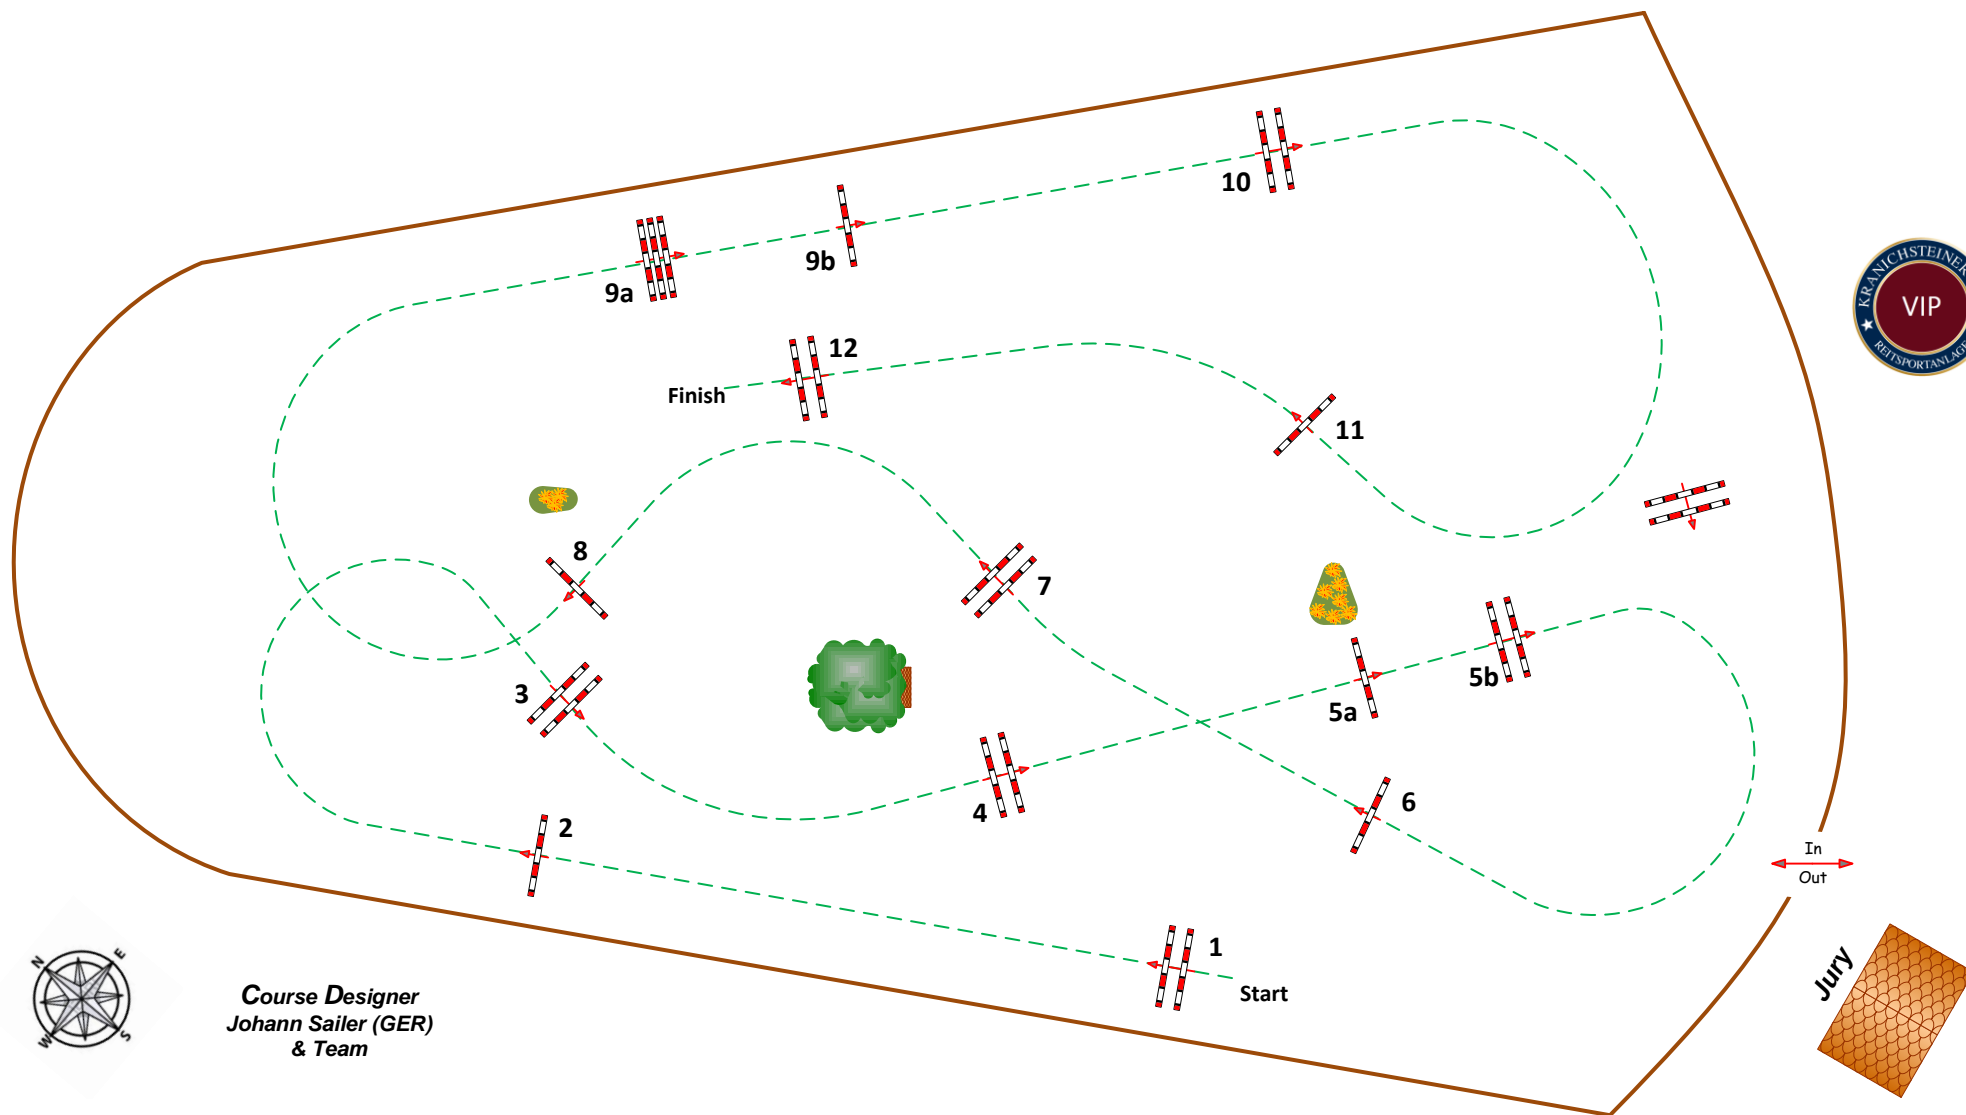 10
9b
9a
KRANICHSTEINER
VIP
REITSPORTANLAGE
12
Finish
11
8
7
3
5b
5a
4
6
2
In
Out
1
Start
Jury
N
E
W
S
Course Designer
Johann Sailer (GER)
& Team